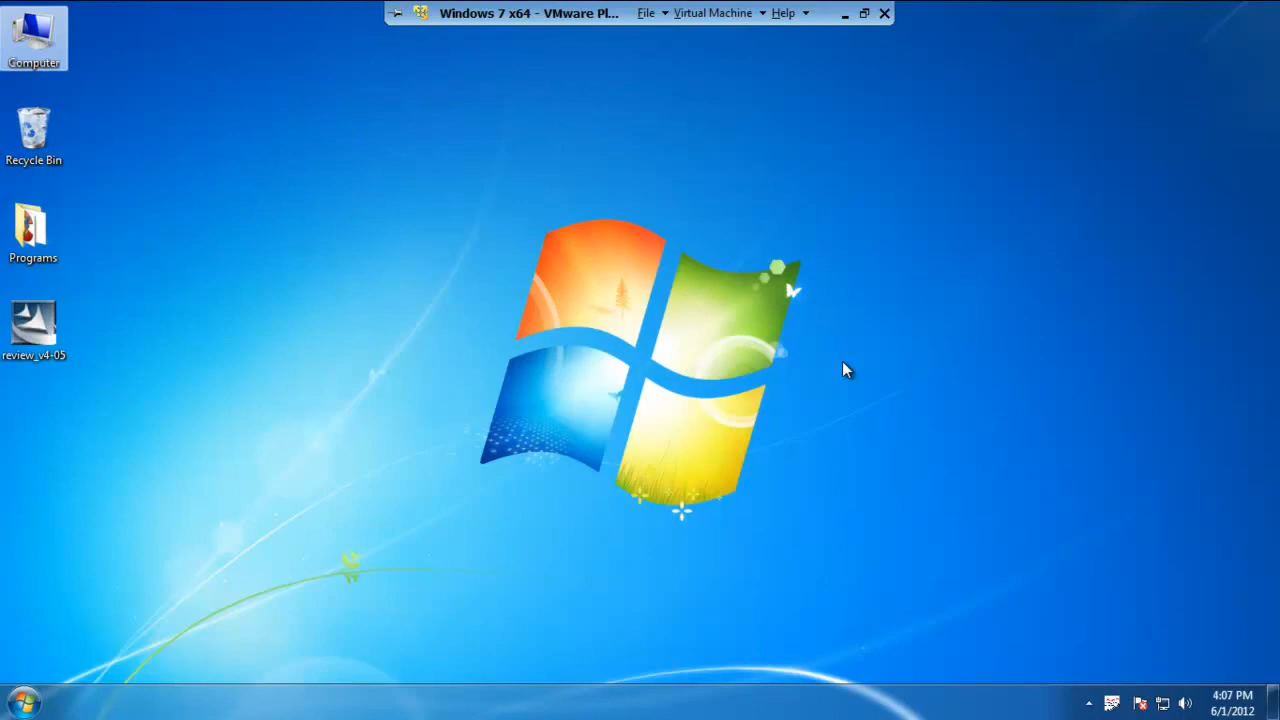 Windows 7 x64 - VMware Pl... File Virtual Machine Help
Computer
Recycle Bin
Programs
review_v4-05
4:07 PM
6/1/2012